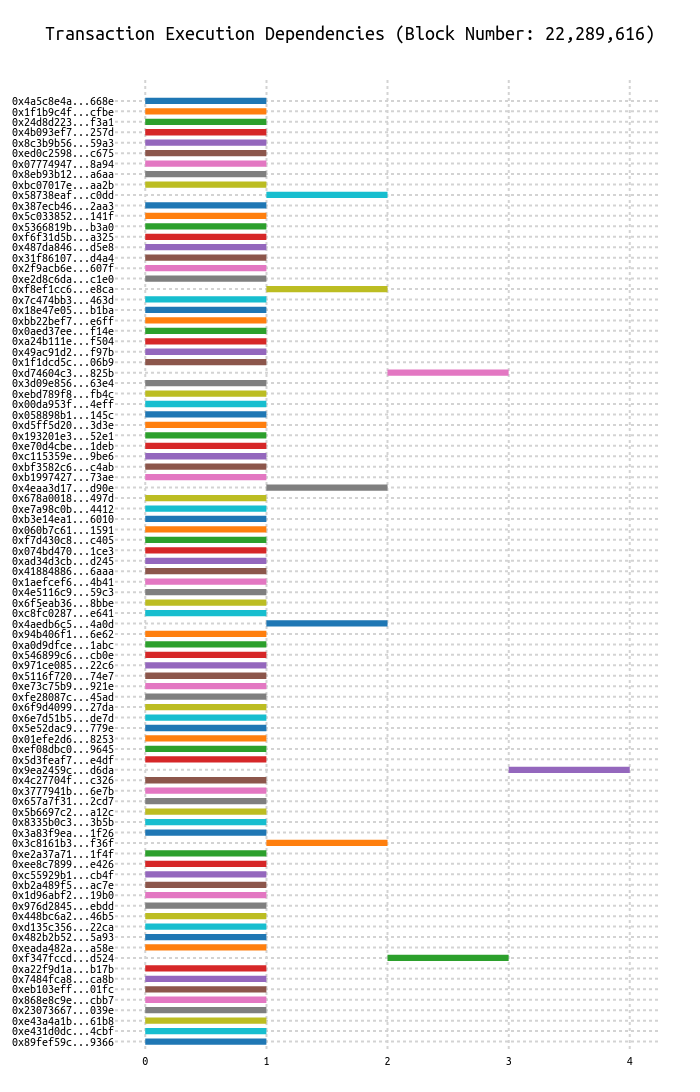 Transaction Execution Dependencies (Block Number: 22,289,616)
0x4a5c8e4a...668e
0x1f1b9c4f...cfbe
0x24d8d223...f3a1
0x4b093ef7...257d
0x8c3b9b56...59a3
0xed0c2598...c675
0x07774947...8a94
0x8eb93b12...a6aa
0xbc07017e...aa2b
0x58738eaf...c0dd
0x387ecb46...2aa3
0x5c033852...141f
0x5366819b...b3a0
0xf6f31d5b...a325
0x487da846...d5e8
0x31f86107...d4a4
0x2f9acb6e...607f
0xe2d8c6da...c1e0
0xf8ef1cc6...e8ca
0x7c474bb3...463d
0x18e47e05...b1ba
0xbb22bef7...e6ff
0x0aed37ee...f14e
0xa24b111e...f504
0x49ac91d2...f97b
0x1f1dcd5c...06b9
0xd74604c3...825b
0x3d09e856...63e4
0xebd789f8...fb4c
0x00da953f...4eff
0x058898b1...145c
0xd5ff5d20...3d3e
0x193201e3...52e1
0xe70d4cbe...1deb
0xc115359e...9be6
0xbf3582c6...c4ab
0xb1997427...73ae
0x4eaa3d17...d90e
0x678a0018...497d
0xe7a98c0b...4412
0xb3e14ea1...6010
0x060b7c61...1591
0xf7d430c8...c405
0x074bd470...1ce3
0xad34d3cb...d245
0x41884886...6aaa
0x1aefcef6...4b41
0x4e5116c9...59c3
0x6f5eab36...8bbe
0xc8fc0287...e641
0x4aedb6c5...4a0d
0x94b406f1...6e62
0xa0d9dfce...1abc
0x546899c6...cb0e
0x971ce085...22c6
0x5116f720...74e7
0xe73c75b9...921e
0xfe28087c...45ad
0x6f9d4099...27da
0x6e7d51b5...de7d
0x5e52dac9...779e
0x01efe2d6...8253
0xef08dbc0...9645
0x5d3feaf7...e4df
0x9ea2459c...d6da
0x4c27704f...c326
0x3777941b...6e7b
0x657a7f31...2cd7
0x5b6697c2...a12c
0x8335b0c3...3b5b
0x3a83f9ea...1f26
0x3c8161b3...f36f
0xe2a37a71...1f4f
0xee8c7899...e426
0xc55929b1...cb4f
0xb2a489f5...ac7e
0x1d96abf2...19b0
0x976d2845...ebdd
0x448bc6a2...46b5
0xd135c356...22ca
0x482b2b52...5a93
0xeada482a...a58e
0xf347fccd...d524
0xa22f9d1a...b17b
0x7484fca8...ca8b
0xeb103eff...01fc
0x868e8c9e...cbb7
0x23073667...039e
0xe43a4a1b...61b8
0xe431d0dc...4cbf
0x89fef59c...9366
0 1 2 3 4